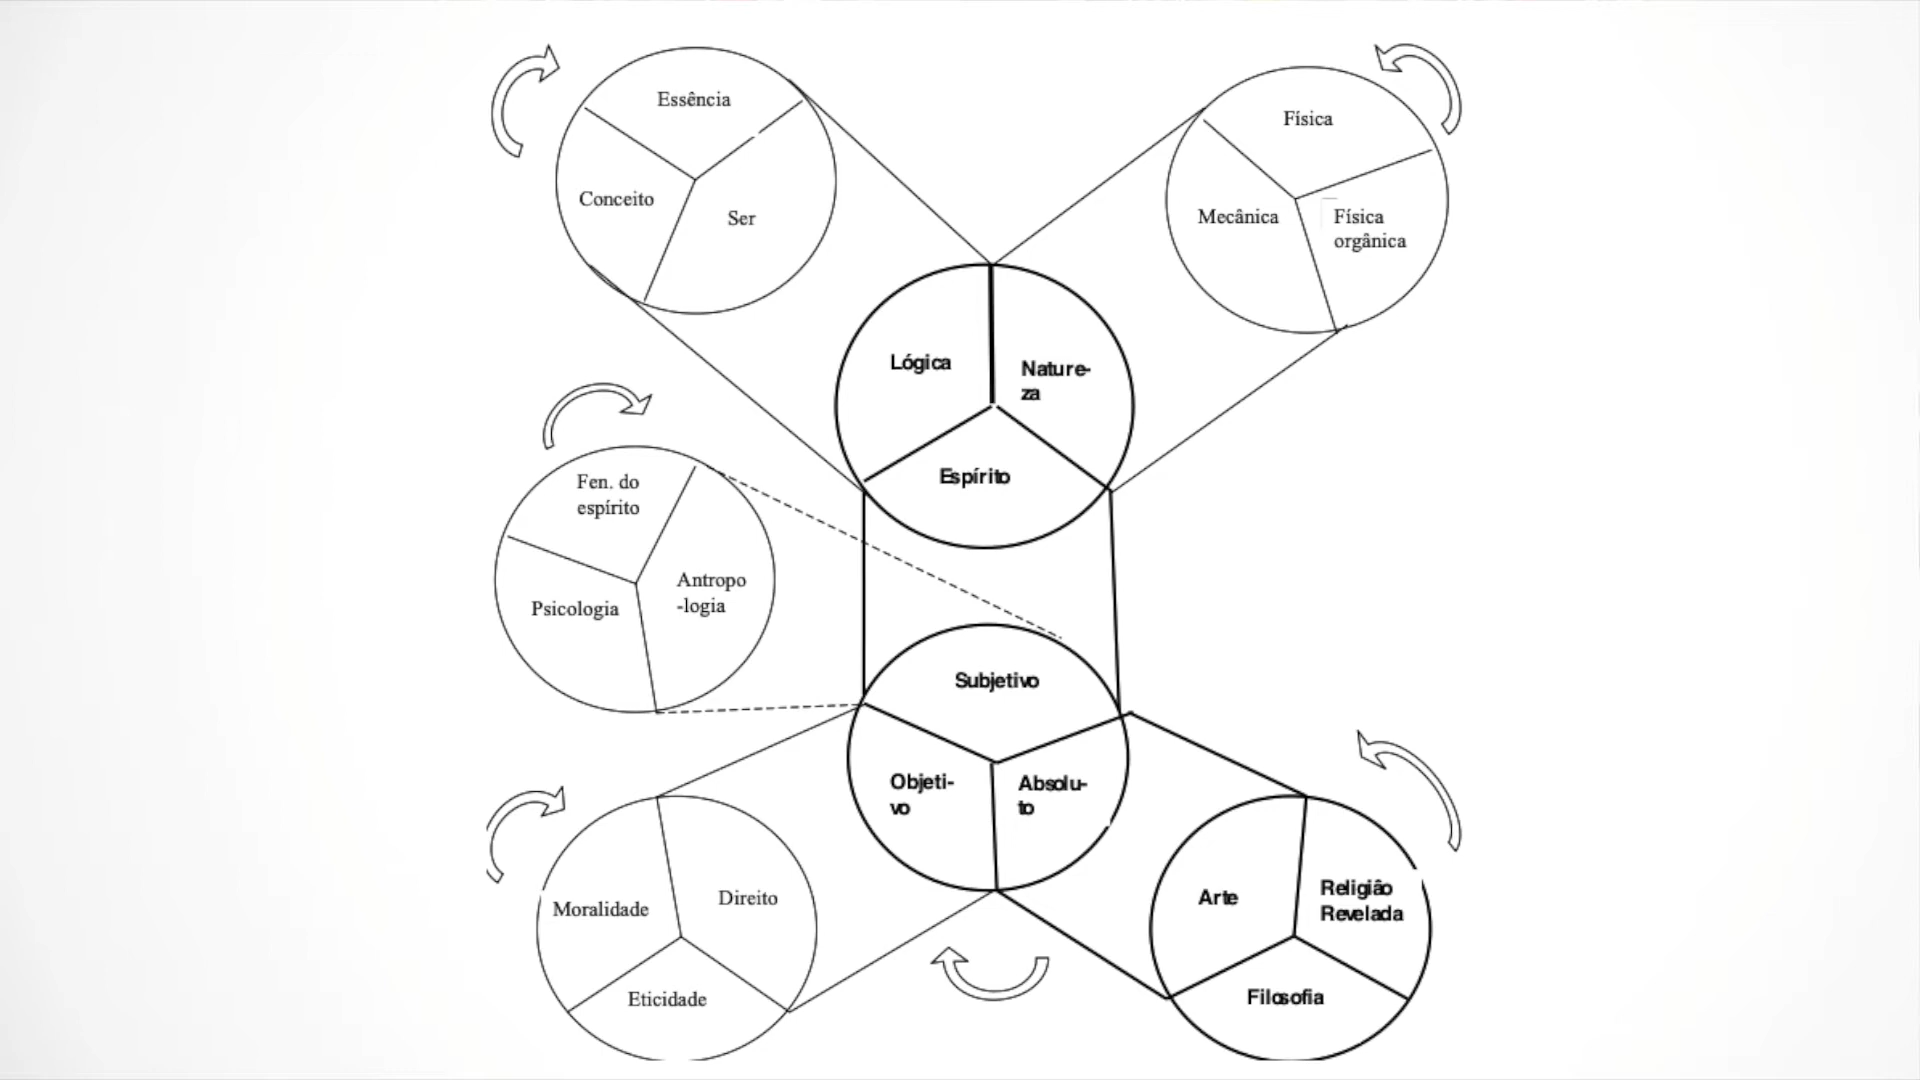 Essência
Conceito
Ser
Física
Mecânica
Física
orgânica
Lógica
Nature-
za
Espírito
Fen. do
espírito
Psicologia
Antropo
-logia
Subjetivo
Objeti-
vo
Absolu-
to
Moralidade
Direito
Eticidade
Arte
Religião
Revelada
Filosofia